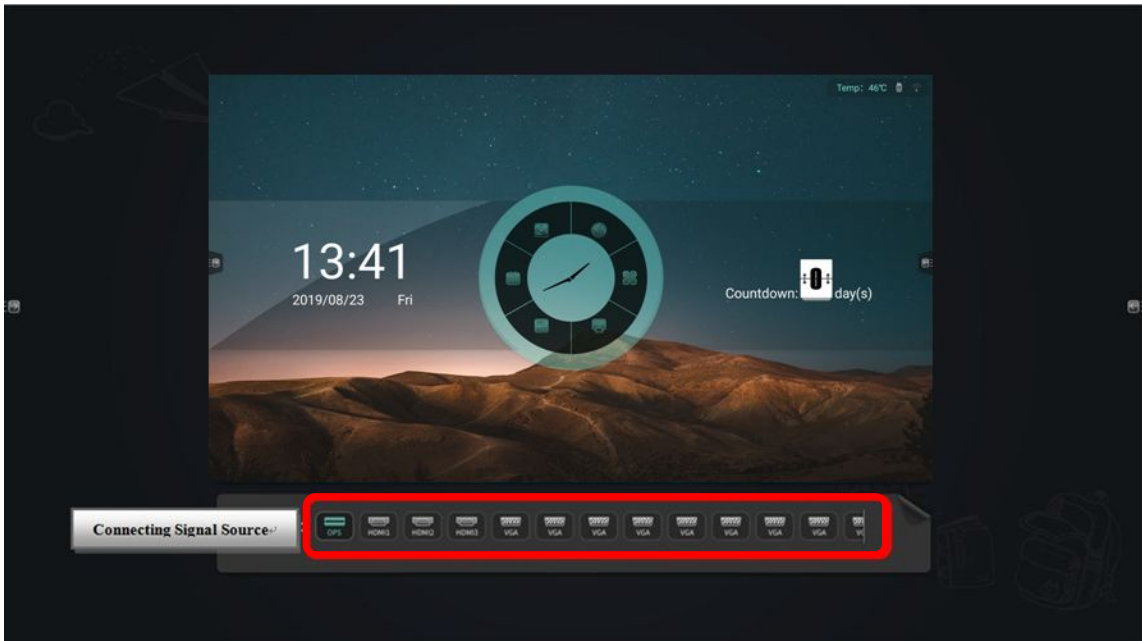 Temp: 46℃
13:41
2019/08/23 Fri
Countdown: 0 day(s)
Connecting Signal Source
OPS HDMI1 HDMI2 HDMI3 VGA VGA VGA VGA VGA VGA VGA VGA